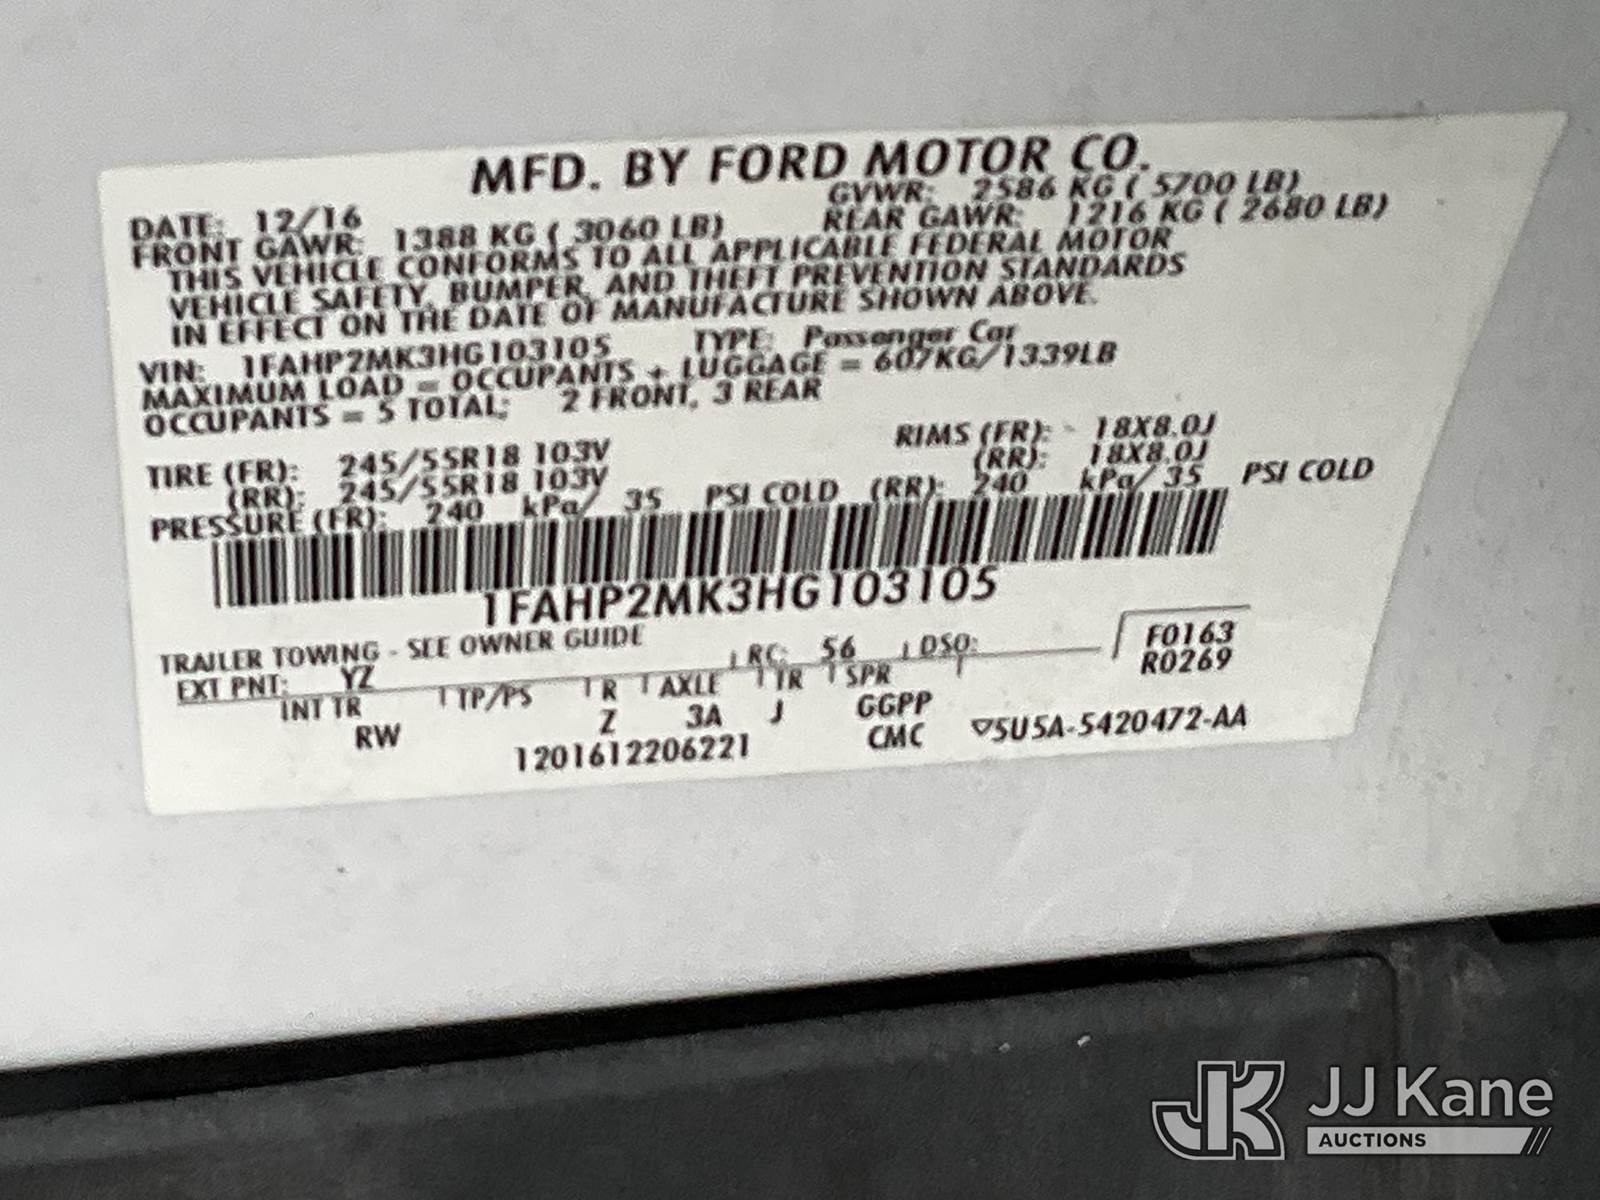 MFD. BY FORD MOTOR CO.
DATE: 12/16 GVWR: 2586 KG ( 5700 LB)
FRONT GAWR: 1388 KG ( 3060 LB) REAR GAWR: 1216 KG ( 2680 LB)
THIS VEHICLE CONFORMS TO ALL APPLICABLE FEDERAL MOTOR
VEHICLE SAFETY, BUMPER, AND THEFT PREVENTION STANDARDS
IN EFFECT ON THE DATE OF MANUFACTURE SHOWN ABOVE.
VIN: 1FAHP2MK3HG103105 TYPE: Passenger Car
MAXIMUM LOAD = OCCUPANTS + LUGGAGE = 607KG/1339LB
OCCUPANTS = 5 TOTAL; 2 FRONT, 3 REAR
TIRE (FR): 245/55R18 103V RIMS (FR): 18X8.0J
(RR): 245/55R18 103V (RR): 18X8.0J
PRESSURE (FR): 240 kPa/ 35 PSI COLD (RR): 240 kPa/ 35 PSI COLD
1FAHP2MK3HG103105
TRAILER TOWING - SEE OWNER GUIDE
EXT PNT: YZ RC: 56 DSO: F0163
R0269
INT TR TP/PS R AXLE TR SPR
RW Z 3A J GGPP
1201612206221 CMC ▽5U5A-5420472-AA
JK JJ Kane
AUCTIONS